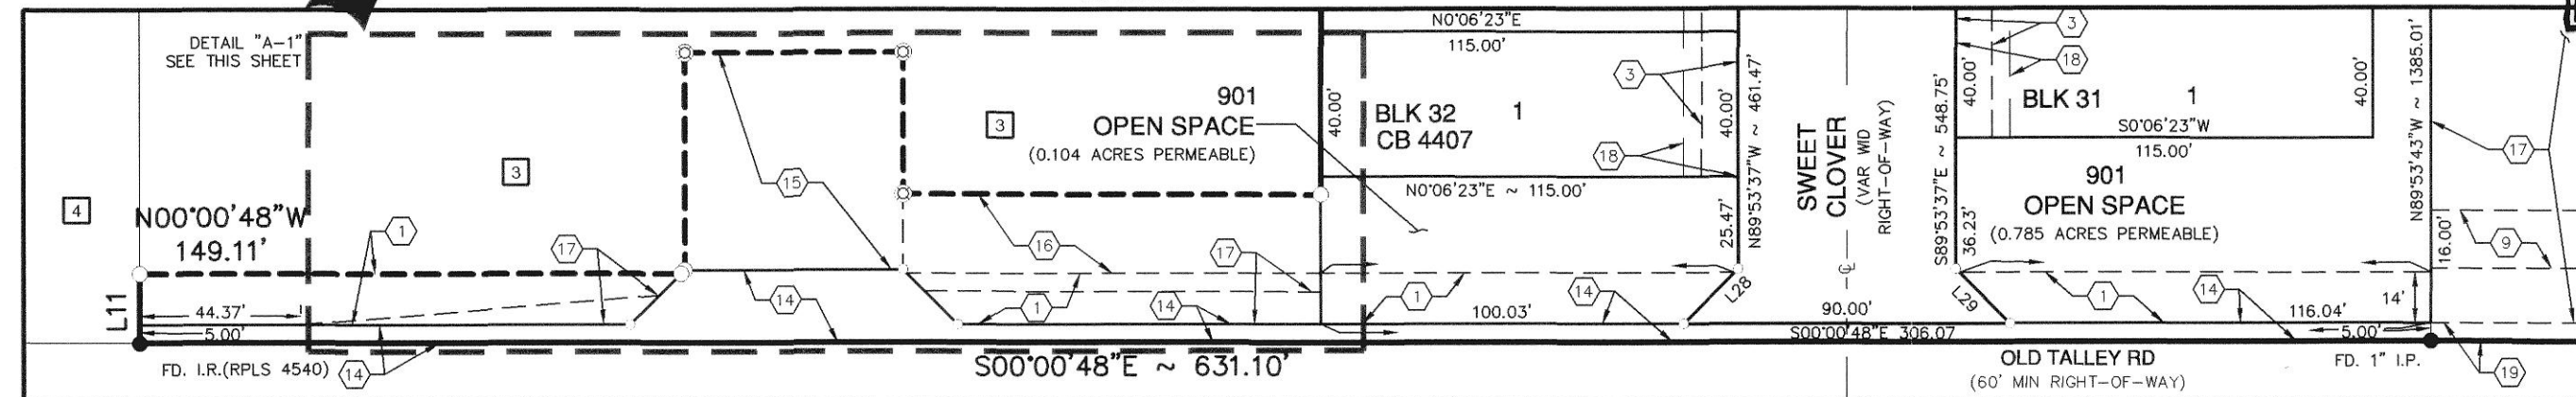 DETAIL "A-1"
SEE THIS SHEET
4
N00°00'48"W
149.11'
L11
44.37'
5.00'
FD. I.R.(RPLS 4540)
14
1
17
3
15
14
3
901
OPEN SPACE
(0.104 ACRES PERMEABLE)
16
17
1
14
S00°00'48"E ~ 631.10'
N0°06'23"E
115.00'
40.00'
BLK 32
CB 4407
1
3
18
40.00'
N0°06'23"E ~ 115.00'
25.47'
N89°53'37"W ~ 461.47'
1
100.03'
14
L28
SWEET
CLOVER
(VAR WID
RIGHT-OF-WAY)
90.00'
S00°00'48"E 306.07
S89°53'37"E ~ 548.75'
36.23'
L29
40.00'
3
18
BLK 31
1
40.00'
S0°06'23"W
115.00'
901
OPEN SPACE
(0.785 ACRES PERMEABLE)
1
14
116.04'
14'
5.00'
N89°53'43"W ~ 1385.01'
16.00'
17
9
19
OLD TALLEY RD
(60' MIN RIGHT-OF-WAY)
FD. 1" I.P.